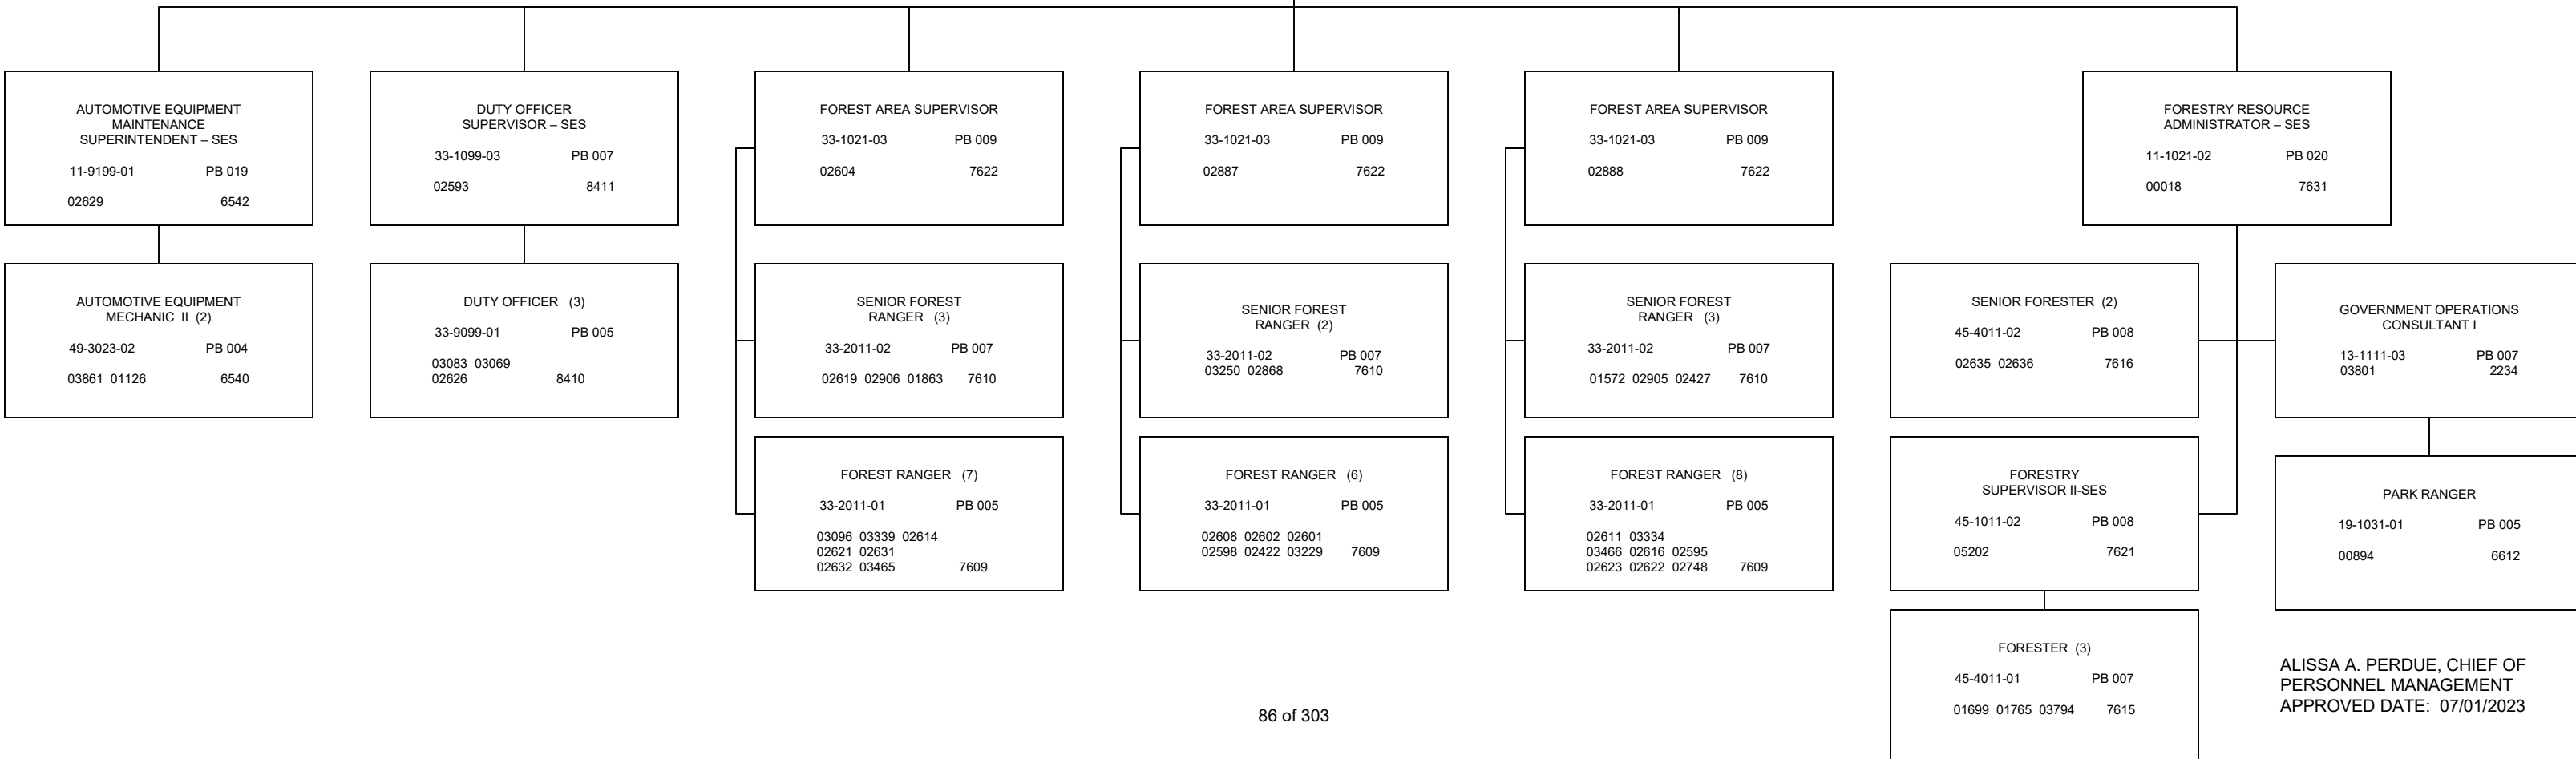 AUTOMOTIVE EQUIPMENT
MAINTENANCE
SUPERINTENDENT – SES
11-9199-01 PB 019
02629 6542
DUTY OFFICER
SUPERVISOR – SES
33-1099-03 PB 007
02593 8411
FOREST AREA SUPERVISOR
33-1021-03 PB 009
02604 7622
FOREST AREA SUPERVISOR
33-1021-03 PB 009
02887 7622
FOREST AREA SUPERVISOR
33-1021-03 PB 009
02888 7622
FORESTRY RESOURCE
ADMINISTRATOR – SES
11-1021-02 PB 020
00018 7631
AUTOMOTIVE EQUIPMENT
MECHANIC II (2)
49-3023-02 PB 004
03861 01126 6540
DUTY OFFICER (3)
33-9099-01 PB 005
03083 03069
02626 8410
SENIOR FOREST
RANGER (3)
33-2011-02 PB 007
02619 02906 01863 7610
SENIOR FOREST
RANGER (2)
33-2011-02 PB 007
03250 02868 7610
SENIOR FOREST
RANGER (3)
33-2011-02 PB 007
01572 02905 02427 7610
SENIOR FORESTER (2)
45-4011-02 PB 008
02635 02636 7616
GOVERNMENT OPERATIONS
CONSULTANT I
13-1111-03 PB 007
03801 2234
FOREST RANGER (7)
33-2011-01 PB 005
03096 03339 02614
02621 02631
02632 03465 7609
FOREST RANGER (6)
33-2011-01 PB 005
02608 02602 02601
02598 02422 03229 7609
FOREST RANGER (8)
33-2011-01 PB 005
02611 03334
03466 02616 02595
02623 02622 02748 7609
FORESTRY
SUPERVISOR II-SES
45-1011-02 PB 008
05202 7621
PARK RANGER
19-1031-01 PB 005
00894 6612
FORESTER (3)
45-4011-01 PB 007
01699 01765 03794 7615
ALISSA A. PERDUE, CHIEF OF
PERSONNEL MANAGEMENT
APPROVED DATE: 07/01/2023
86 of 303